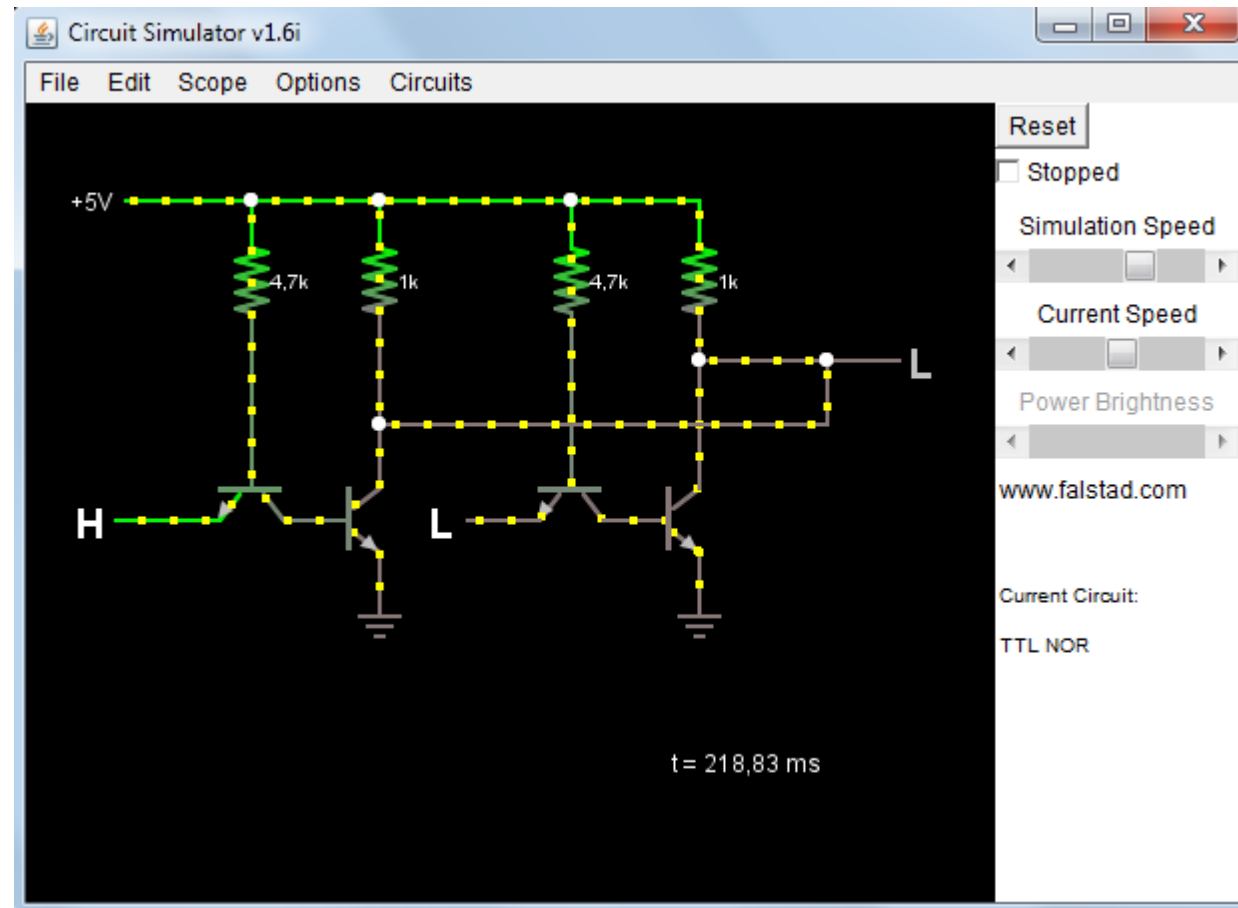 Circuit Simulator v1.6i
File Edit Scope Options Circuits
Reset
Stopped
Simulation Speed
Current Speed
Power Brightness
www.falstad.com
Current Circuit:
TTL NOR
+5V
4,7k 1k 4,7k 1k
L
H L
t = 218,83 ms